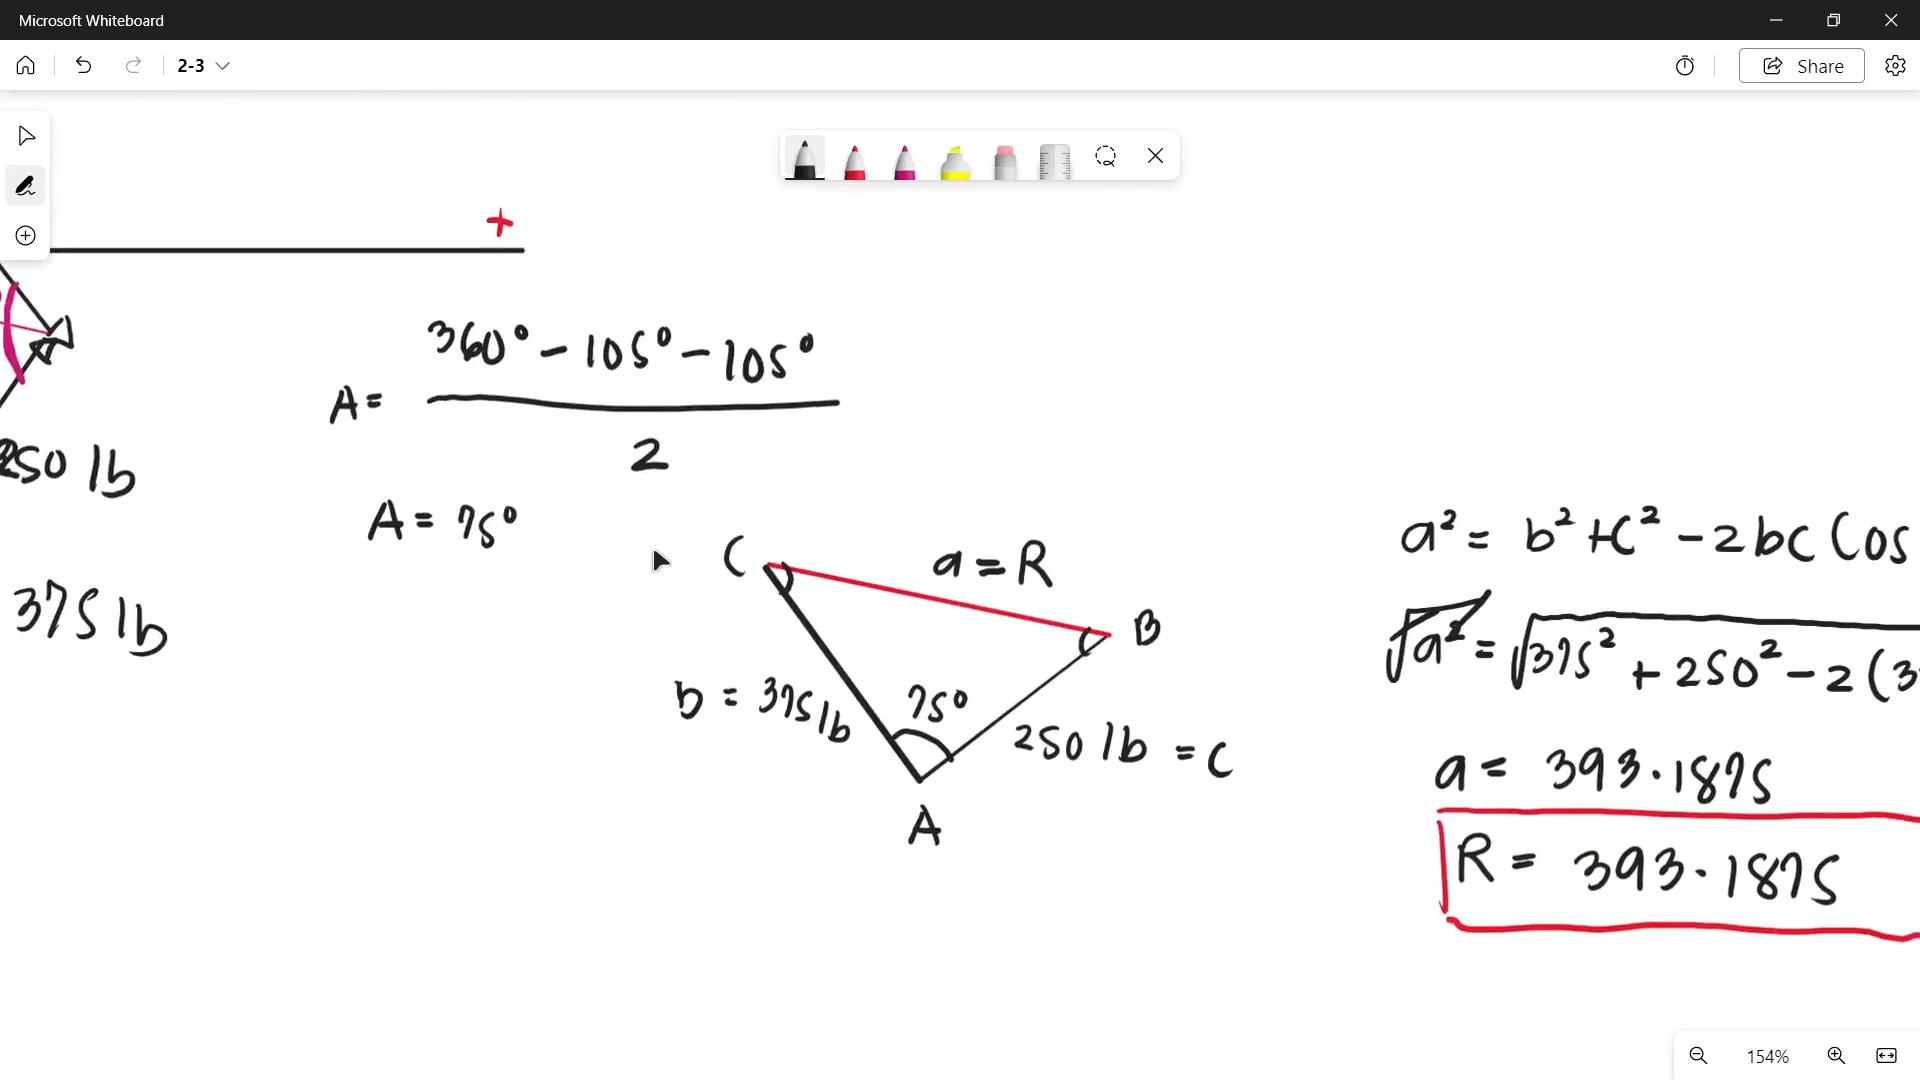 Microsoft Whiteboard
2-3
Share
+
360° - 105° - 105°
A =
2
250 lb
A = 75°
375 lb
C
a = R
B
b = 375 lb
75°
250 lb = C
A
a² = b² + C² - 2bc Cos
√a² = √375² + 250² - 2(3
a = 393.1875
R = 393.1875
154%